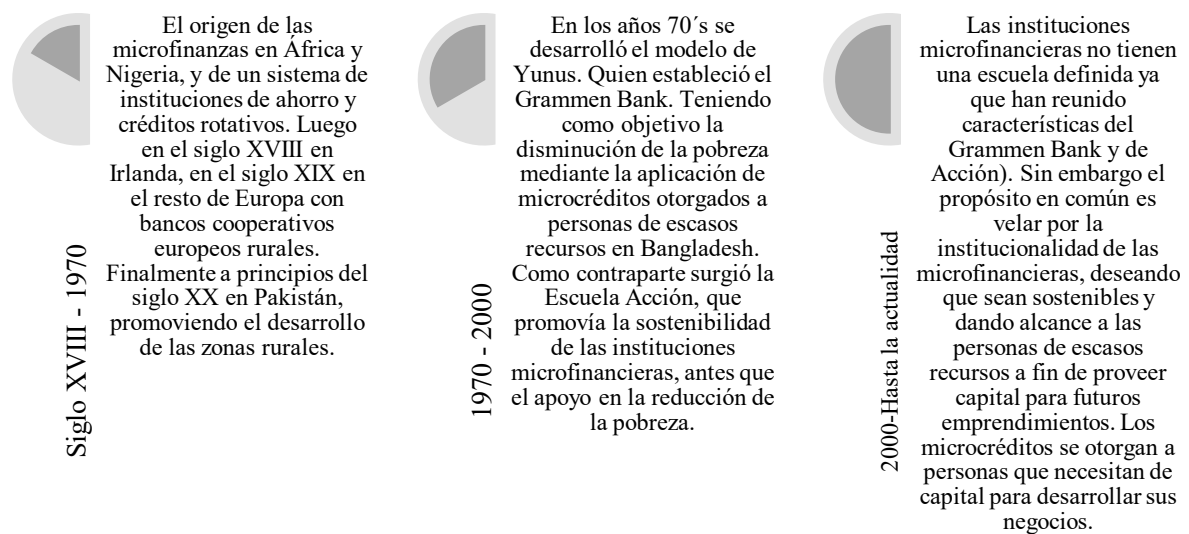 El origen de las
microfinanzas en África y
Nigeria, y de un sistema de
instituciones de ahorro y
créditos rotativos. Luego
en el siglo XVIII en
Irlanda, en el siglo XIX en
el resto de Europa con
bancos cooperativos
europeos rurales.
Finalmente a principios del
siglo XX en Pakistán,
promoviendo el desarrollo
de las zonas rurales.
Siglo XVIII - 1970
En los años 70´s se
desarrolló el modelo de
Yunus. Quien estableció el
Grammen Bank. Teniendo
como objetivo la
disminución de la pobreza
mediante la aplicación de
microcréditos otorgados a
personas de escasos
recursos en Bangladesh.
Como contraparte surgió la
Escuela Acción, que
promovía la sostenibilidad
de las instituciones
microfinancieras, antes que
el apoyo en la reducción de
la pobreza.
1970 - 2000
Las instituciones
microfinancieras no tienen
una escuela definida ya
que han reunido
características del
Grammen Bank y de
Acción). Sin embargo el
propósito en común es
velar por la
institucionalidad de las
microfinancieras, deseando
que sean sostenibles y
dando alcance a las
personas de escasos
recursos a fin de proveer
capital para futuros
emprendimientos. Los
microcréditos se otorgan a
personas que necesitan de
capital para desarrollar sus
negocios.
2000-Hasta la actualidad